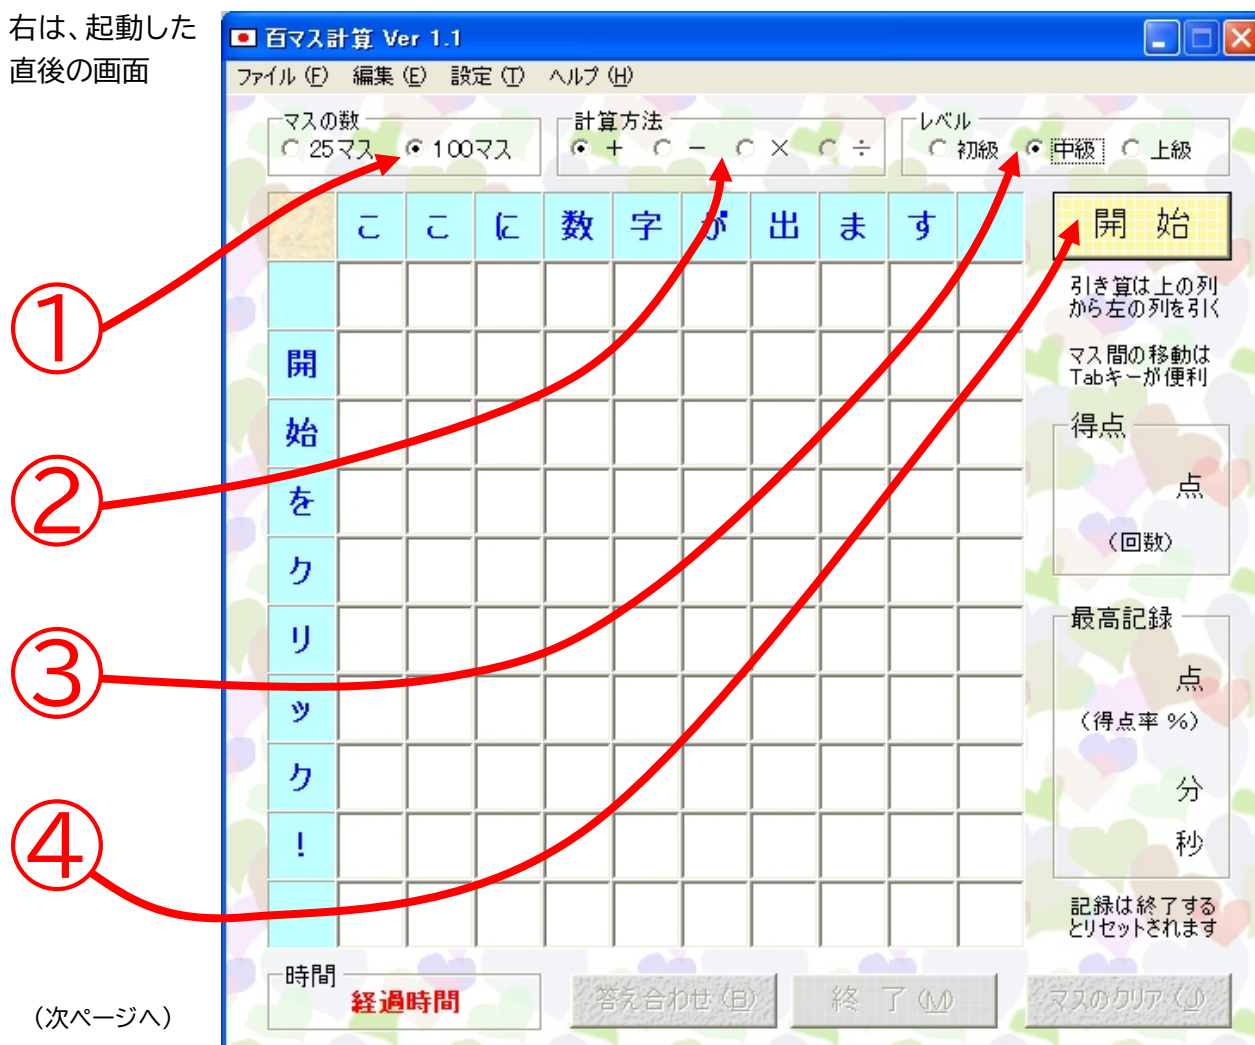 右は、起動した
直後の画面
百マス計算 Ver 1.1
ファイル (F) 編集 (E) 設定 (T) ヘルプ (H)
マスの数
25マス 100マス
計算方法
+ − × ÷
レベル
初級 中級 上級
ここに数字が出ます
開始をクリック!
開 始
引き算は上の列
から左の列を引く
マス間の移動は
Tabキーが便利
得点
点
(回数)
最高記録
点
(得点率 %)
分
秒
記録は終了する
とリセットされます
時間
経過時間
答え合わせ (B)
終 了 (M)
マスのクリア (J)
①
②
③
④
(次ページへ)